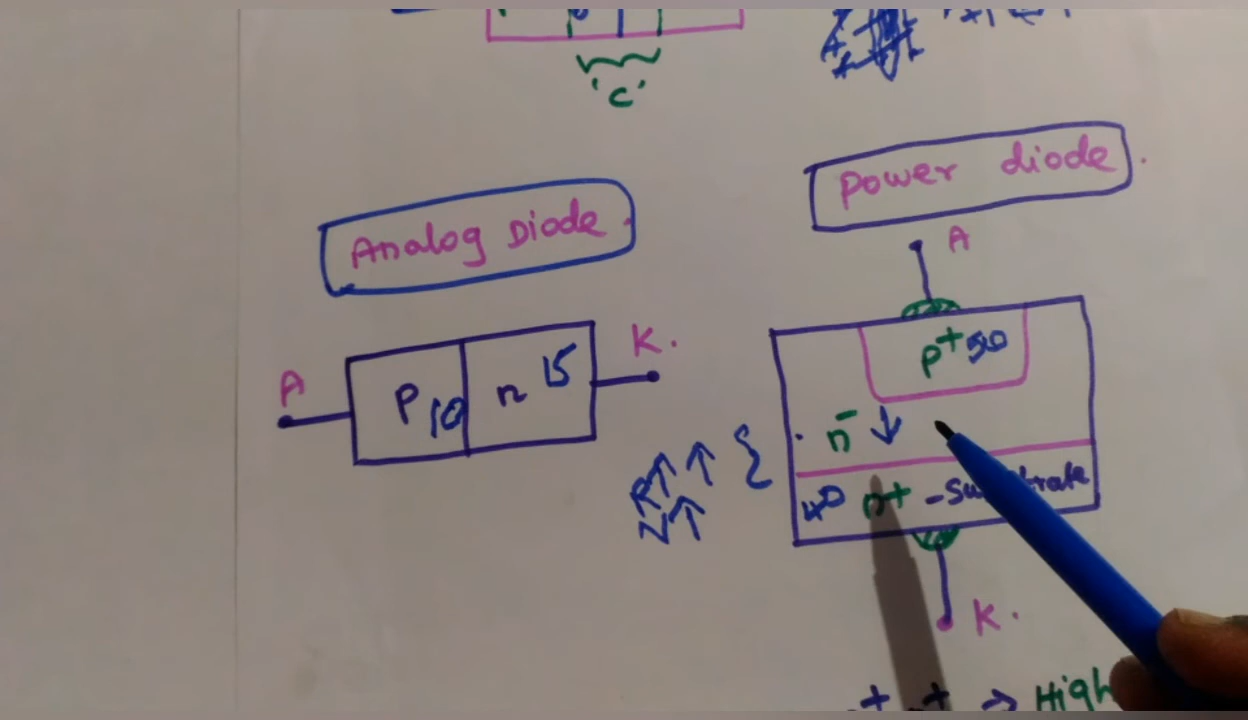 'C'
Power diode.
Analog Diode.
A
A
P 10 n 15
K.
p+ 50
n-
R↑ ↑
40 n+ -Substrate
K.
→ High